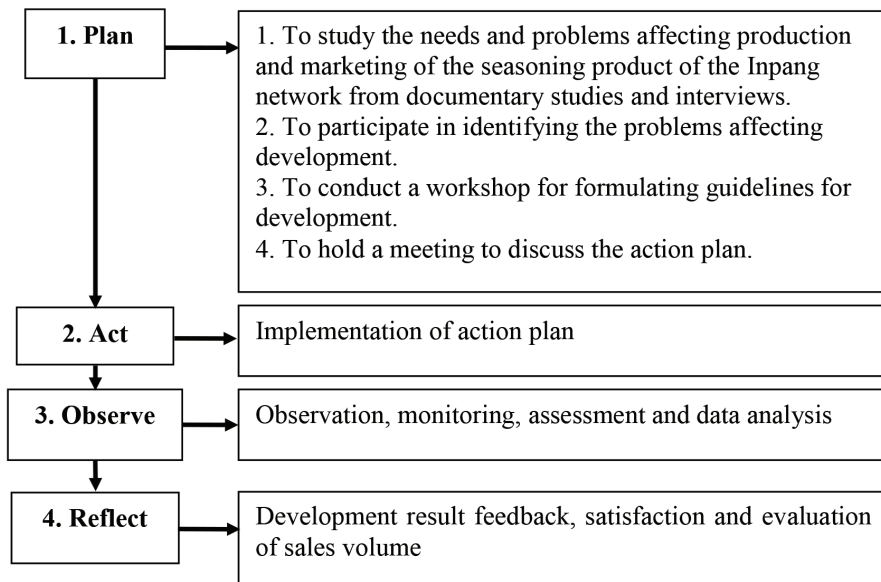 1. Plan
1. To study the needs and problems affecting production
and marketing of the seasoning product of the Inpang
network from documentary studies and interviews.
2. To participate in identifying the problems affecting
development.
3. To conduct a workshop for formulating guidelines for
development.
4. To hold a meeting to discuss the action plan.
2. Act
Implementation of action plan
3. Observe
Observation, monitoring, assessment and data analysis
4. Reflect
Development result feedback, satisfaction and evaluation
of sales volume